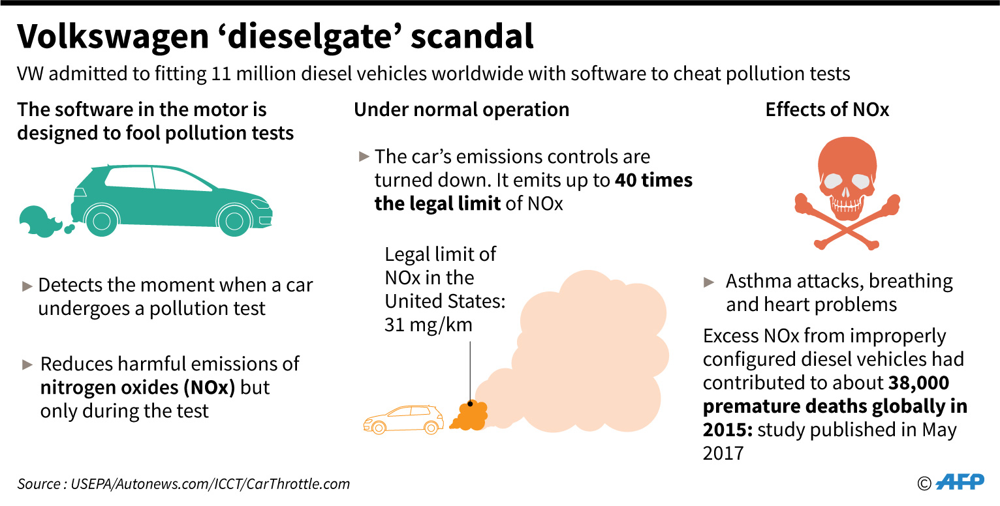 Volkswagen ‘dieselgate’ scandal
VW admitted to fitting 11 million diesel vehicles worldwide with software to cheat pollution tests
The software in the motor is
designed to fool pollution tests
► Detects the moment when a car
undergoes a pollution test
► Reduces harmful emissions of
nitrogen oxides (NOx) but
only during the test
Under normal operation
► The car’s emissions controls are
turned down. It emits up to 40 times
the legal limit of NOx
Legal limit of
NOx in the
United States:
31 mg/km
Effects of NOx
► Asthma attacks, breathing
and heart problems
Excess NOx from improperly
configured diesel vehicles had
contributed to about 38,000
premature deaths globally in
2015: study published in May
2017
Source : USEPA/Autonews.com/ICCT/CarThrottle.com
© AFP